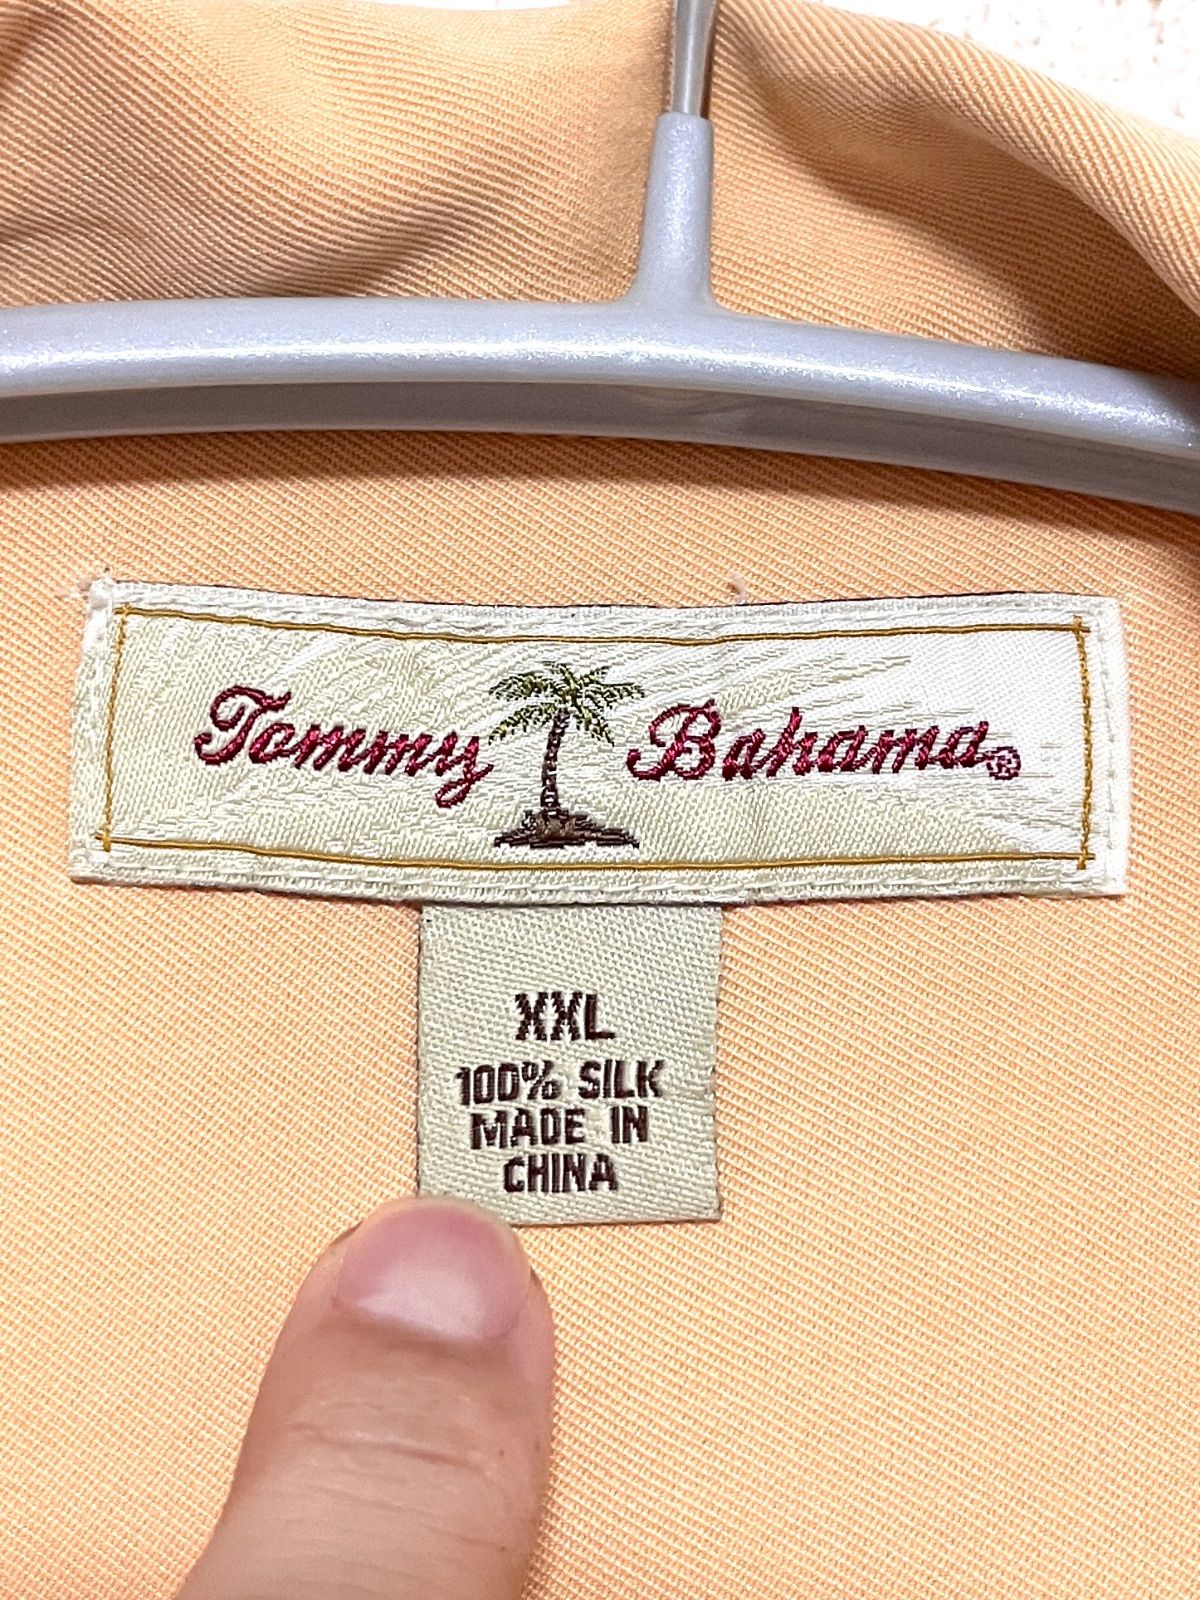 Tommy Bahama®
XXL
100% SILK
MADE IN
CHINA